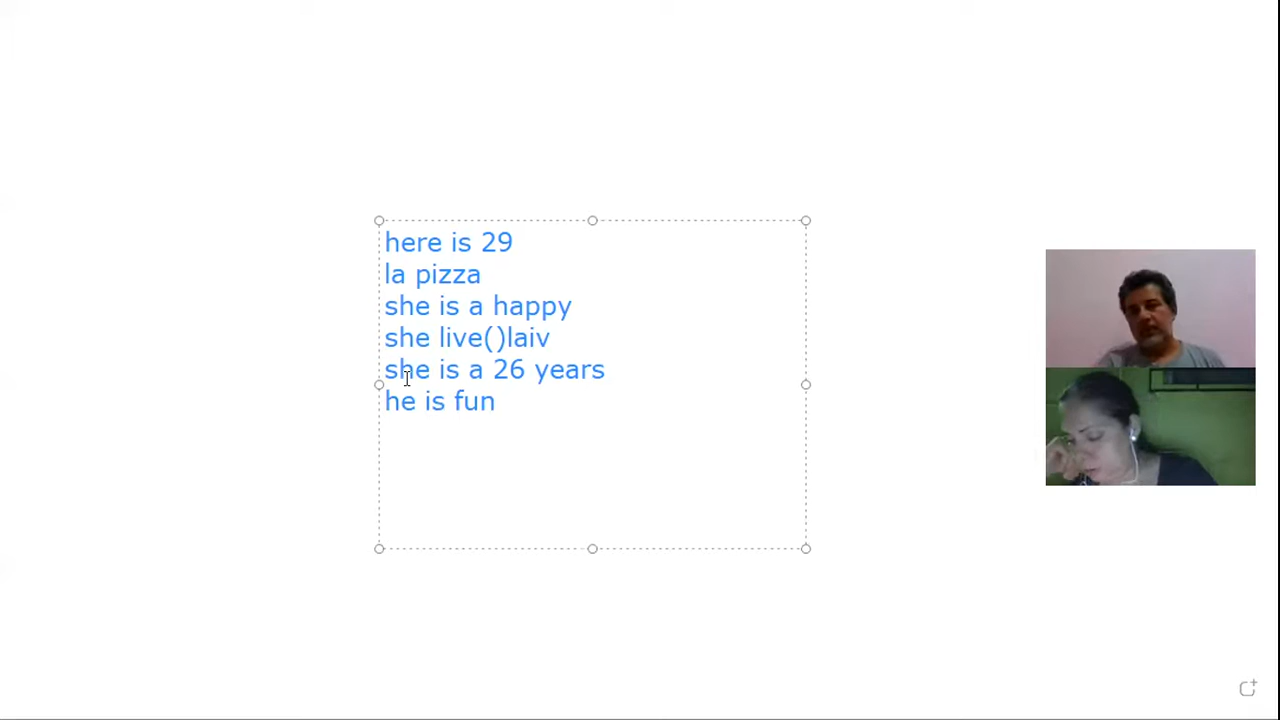 here is 29
la pizza
she is a happy
she live()laiv
she is a 26 years
he is fun